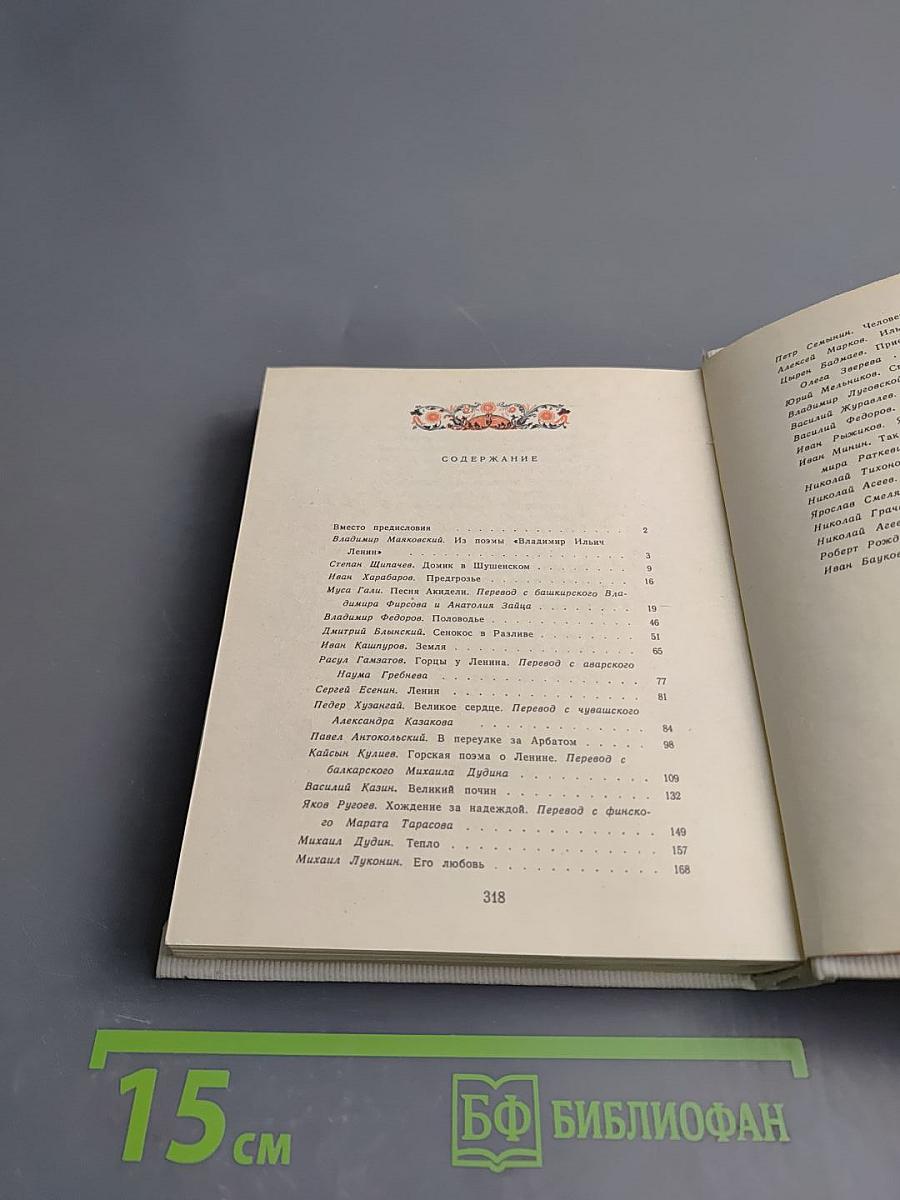 СОДЕРЖАНИЕ
Вместо предисловия . . . . . . . . . . . . . . 2
Владимир Маяковский. Из поэмы «Владимир Ильич
Ленин» . . . . . . . . . . . . . . . . . 3
Степан Щипачев. Домик в Шушенском . . . . . . . . 9
Иван Харабаров. Предгрозье . . . . . . . . . . . . 16
Муса Гали. Песня Акидели. Перевод с башкирского Вла-
димира Фирсова и Анатолия Зайца . . . . . . . 19
Владимир Федоров. Половодье . . . . . . . . . . . 46
Дмитрий Блынский. Сенокос в Разливе . . . . . . . . 51
Иван Кашпуров. Земля . . . . . . . . . . . . . . 65
Расул Гамзатов. Горцы у Ленина. Перевод с аварского
Наума Гребнева . . . . . . . . . . . . . . 77
Сергей Есенин. Ленин . . . . . . . . . . . . . . 81
Педер Хузангай. Великое сердце. Перевод с чувашского
Александра Казакова . . . . . . . . . . . 84
Павел Антокольский. В переулке за Арбатом . . . . . 98
Кайсын Кулиев. Горская поэма о Ленине. Перевод с
балкарского Михаила Дудина . . . . . . . . . 109
Василий Казин. Великий почин . . . . . . . . . . . 132
Яков Ругоев. Хождение за надеждой. Перевод с финско-
го Марата Тарасова . . . . . . . . . . . . . 149
Михаил Дудин. Тепло . . . . . . . . . . . . . . . 157
Михаил Луконин. Его любовь . . . . . . . . . . . . 168
318
Петр Семынин.
Алексей Марков.
Цырен Бадмаев.
Олега Зверева .
Юрий Мельников.
Владимир Луговской
Василий Журавлев.
Василий Федоров.
Иван Рыжиков.
Иван Минин. Так
мира
Николай
Николай Асеев.
Ярослав
Николай
Николай
Роберт
Иван
15 см
БФ БИБЛИОФАН